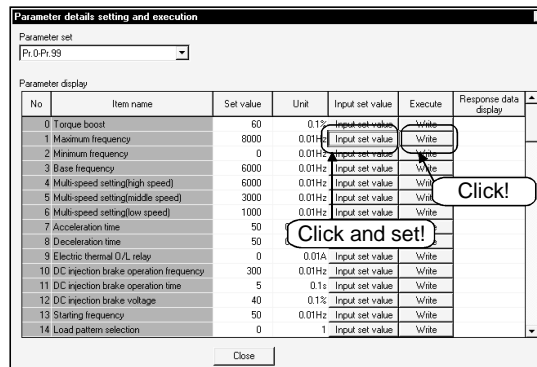 Parameter details setting and execution
Parameter set
Pr.0-Pr.99
Parameter display
No Item name Set value Unit Input set value Execute Response data display
0 Torque boost 60 0.1% Input set value Write
1 Maximum frequency 8000 0.01Hz Input set value Write
2 Minimum frequency 0 0.01Hz Input set value Write
3 Base frequency 6000 0.01Hz Input set value Write
4 Multi-speed setting(high speed) 6000 0.01Hz Input set value Write
5 Multi-speed setting(middle speed) 3000 0.01Hz Input set value Write
6 Multi-speed setting(low speed) 1000 0.01Hz Input set value Write
Click!
7 Acceleration time 50 Write
Click and set!
8 Deceleration time 50 Write
9 Electric thermal O/L relay 0 0.01A Input set value Write
10 DC injection brake operation frequency 300 0.01Hz Input set value Write
11 DC injection brake operation time 5 0.1s Input set value Write
12 DC injection brake voltage 40 0.1% Input set value Write
13 Starting frequency 50 0.01Hz Input set value Write
14 Load pattern selection 0 1 Input set value Write
Close